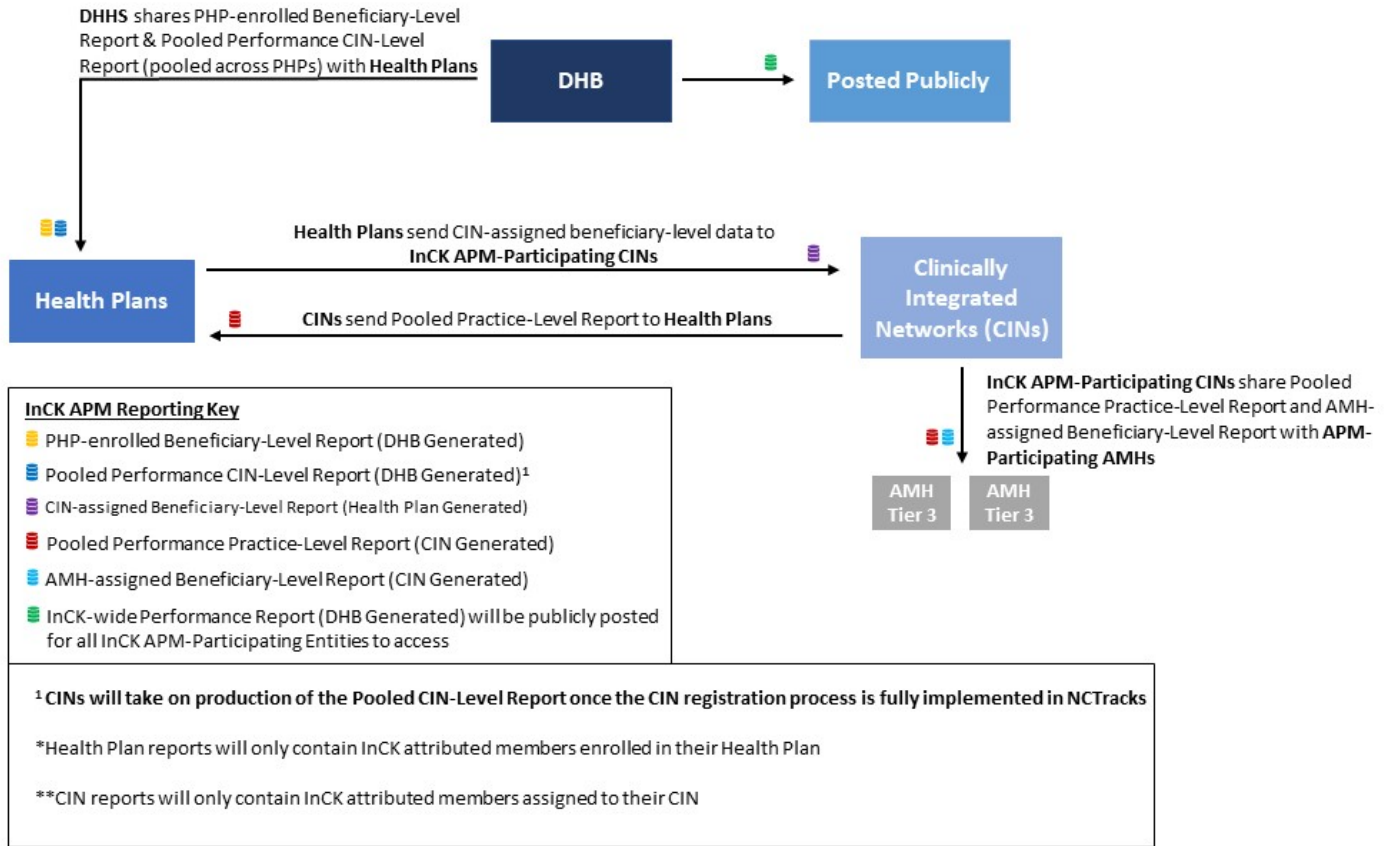 DHHS shares PHP-enrolled Beneficiary-Level
Report & Pooled Performance CIN-Level
Report (pooled across PHPs) with Health Plans
DHB
Posted Publicly
Health Plans send CIN-assigned beneficiary-level data to
InCK APM-Participating CINs
Health Plans
Clinically
Integrated
Networks (CINs)
CINs send Pooled Practice-Level Report to Health Plans
InCK APM-Participating CINs share Pooled
Performance Practice-Level Report and AMH-
assigned Beneficiary-Level Report with APM-
Participating AMHs
AMH
Tier 3
AMH
Tier 3
InCK APM Reporting Key
PHP-enrolled Beneficiary-Level Report (DHB Generated)
Pooled Performance CIN-Level Report (DHB Generated)¹
CIN-assigned Beneficiary-Level Report (Health Plan Generated)
Pooled Performance Practice-Level Report (CIN Generated)
AMH-assigned Beneficiary-Level Report (CIN Generated)
InCK-wide Performance Report (DHB Generated) will be publicly posted
for all InCK APM-Participating Entities to access
¹ CINs will take on production of the Pooled CIN-Level Report once the CIN registration process is fully implemented in NCTracks
*Health Plan reports will only contain InCK attributed members enrolled in their Health Plan
**CIN reports will only contain InCK attributed members assigned to their CIN